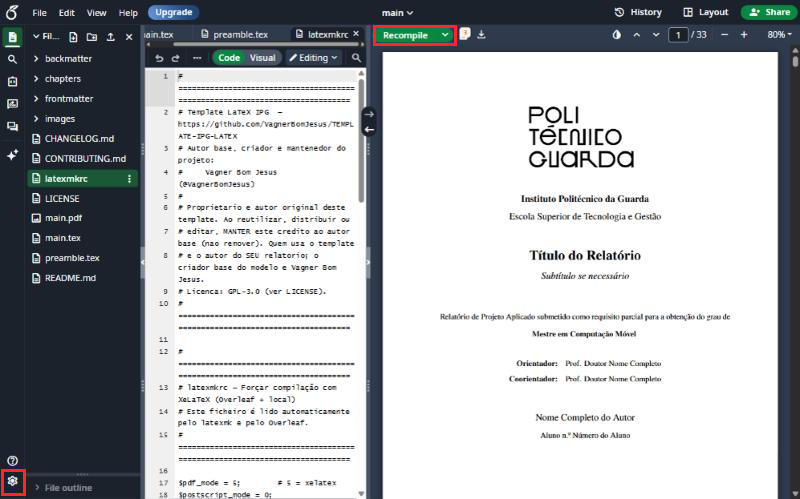 File Edit View Help Upgrade
main
History Layout Share
Fil...
backmatter
chapters
frontmatter
images
CHANGELOG.md
CONTRIBUTING.md
latexmkrc
LICENSE
main.pdf
main.tex
preamble.tex
README.md
File outline
main.tex preamble.tex latexmkrc
Code Visual Editing
1 #
=====================================
====================================
2 # Template LaTeX IPG –
https://github.com/VagnerBomJesus/TEMPL
ATE-IPG-LATEX
3 # Autor base, criador e mantenedor do
projeto:
4 # Vagner Bom Jesus
(@VagnerBomJesus)
5 #
6 # Proprietario e autor original deste
template. Ao reutilizar, distribuir ou
7 # editar, MANTER este credito ao autor
base (nao remover). Quem usa o template
8 # e o autor do SEU relatorio; o
criador base do modelo e Vagner Bom
Jesus.
9 # Licenca: GPL-3.0 (ver LICENSE).
10 #
=====================================
====================================
11
12 #
=====================================
====================================
13 # latexmkrc – Forçar compilação com
XeLaTeX (Overleaf + local)
14 # Este ficheiro é lido automaticamente
pelo latexmk e pelo Overleaf.
15 #
=====================================
====================================
16
17 $pdf_mode = 5; # 5 = xelatex
18 $postscript_mode = 0;
Recompile 3 1 / 33 80%
POLI
TÉCNICO
GUARDA
Instituto Politécnico da Guarda
Escola Superior de Tecnologia e Gestão
Título do Relatório
Subtítulo se necessário
Relatório de Projeto Aplicado submetido como requisito parcial para a obtenção do grau de
Mestre em Computação Móvel
Orientador: Prof. Doutor Nome Completo
Coorientador: Prof. Doutor Nome Completo
Nome Completo do Autor
Aluno n.º Número do Aluno